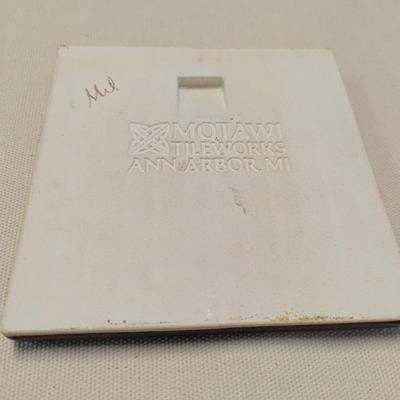 MOTAWI
TILEWORKS
ANN ARBOR, MI